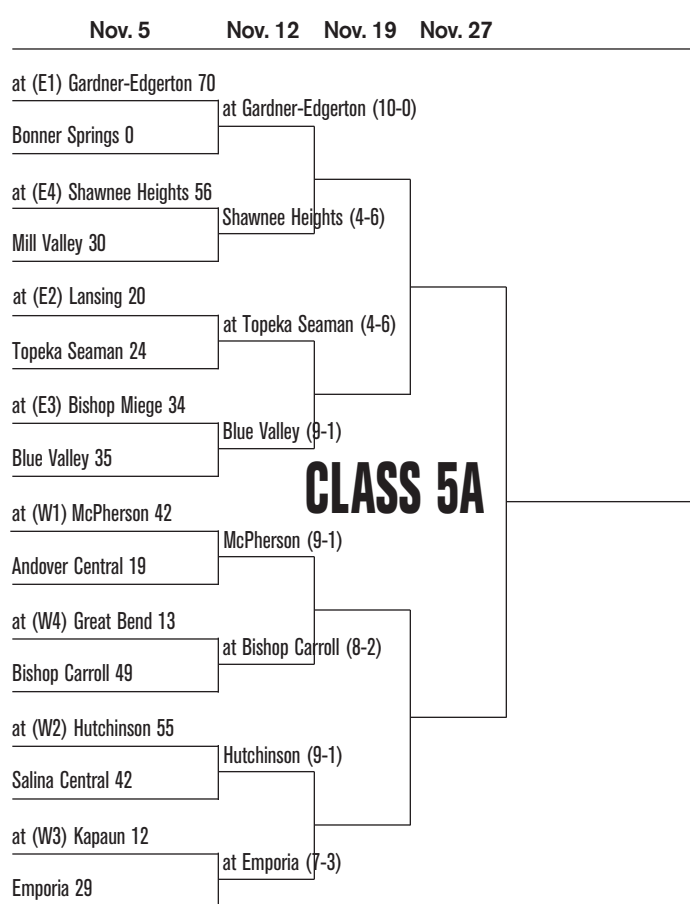 Nov. 5 Nov. 12 Nov. 19 Nov. 27
at (E1) Gardner-Edgerton 70
at Gardner-Edgerton (10-0)
Bonner Springs 0
at (E4) Shawnee Heights 56
Shawnee Heights (4-6)
Mill Valley 30
at (E2) Lansing 20
at Topeka Seaman (4-6)
Topeka Seaman 24
at (E3) Bishop Miege 34
Blue Valley (9-1)
Blue Valley 35
CLASS 5A
at (W1) McPherson 42
McPherson (9-1)
Andover Central 19
at (W4) Great Bend 13
at Bishop Carroll (8-2)
Bishop Carroll 49
at (W2) Hutchinson 55
Hutchinson (9-1)
Salina Central 42
at (W3) Kapaun 12
at Emporia (7-3)
Emporia 29